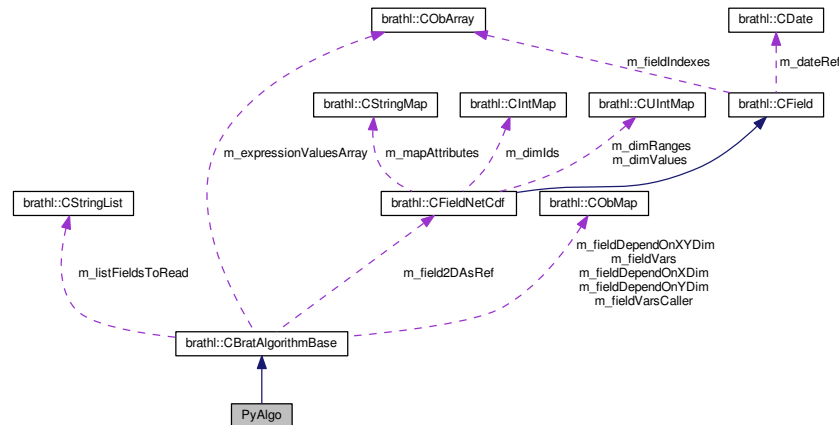 brathl::CObArray
brathl::CDate
m_fieldIndexes
m_dateRef
brathl::CStringMap
brathl::CIntMap
brathl::CUIntMap
brathl::CField
m_expressionValuesArray
m_mapAttributes
m_dimIds
m_dimRanges
m_dimValues
brathl::CStringList
brathl::CFieldNetCdf
brathl::CObMap
m_listFieldsToRead
m_field2DAsRef
m_fieldDependOnXYDim
m_fieldVars
m_fieldDependOnXDim
m_fieldDependOnYDim
m_fieldVarsCaller
brathl::CBratAlgorithmBase
PyAlgo